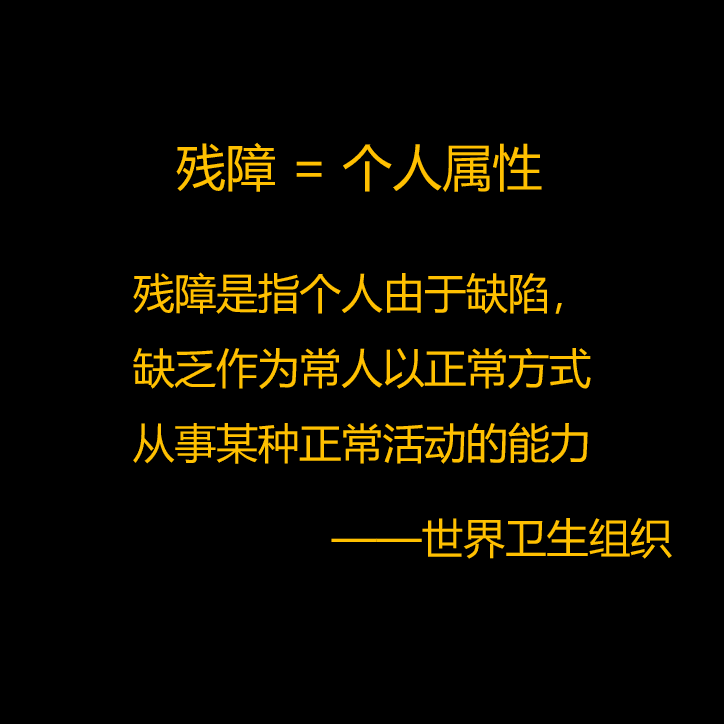 残障 = 个人属性
残障是指个人由于缺陷，
缺乏作为常人以正常方式
从事某种正常活动的能力
——世界卫生组织